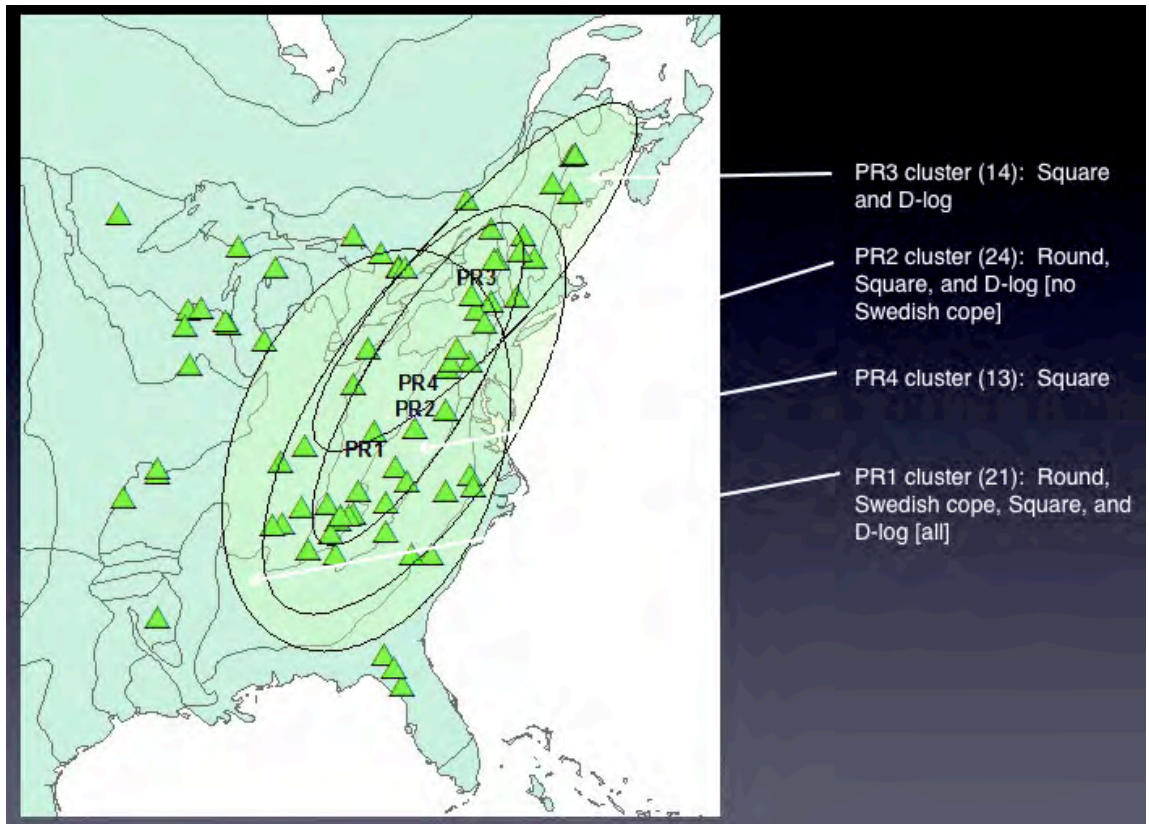 PR3
PR4
PR2
PR1
PR3 cluster (14): Square
and D-log
PR2 cluster (24): Round,
Square, and D-log [no
Swedish cope]
PR4 cluster (13): Square
PR1 cluster (21): Round,
Swedish cope, Square, and
D-log [all]